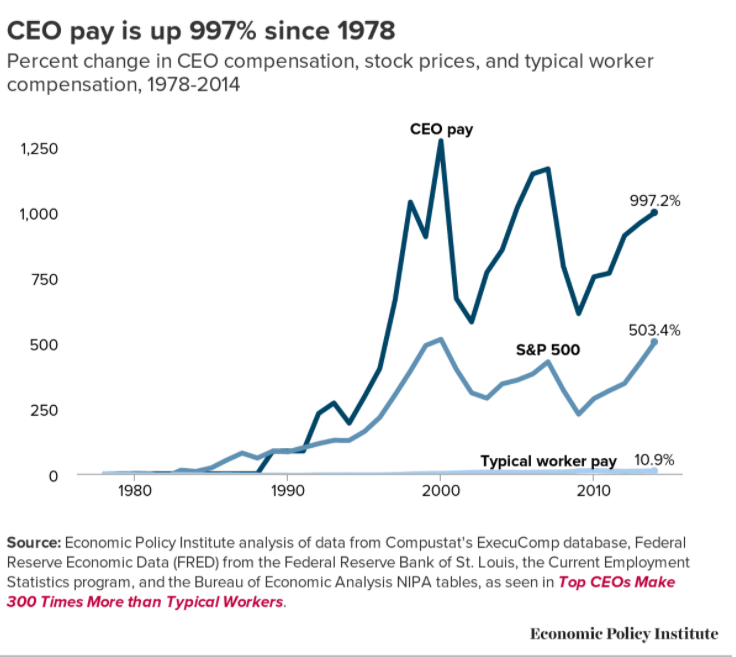 CEO pay is up 997% since 1978
Percent change in CEO compensation, stock prices, and typical worker
compensation, 1978-2014
CEO pay
1,250
1,000
997.2%
750
500
503.4%
S&P 500
250
Typical worker pay 10.9%
0
1980 1990 2000 2010
Source: Economic Policy Institute analysis of data from Compustat's ExecuComp database, Federal
Reserve Economic Data (FRED) from the Federal Reserve Bank of St. Louis, the Current Employment
Statistics program, and the Bureau of Economic Analysis NIPA tables, as seen in Top CEOs Make
300 Times More than Typical Workers.
Economic Policy Institute